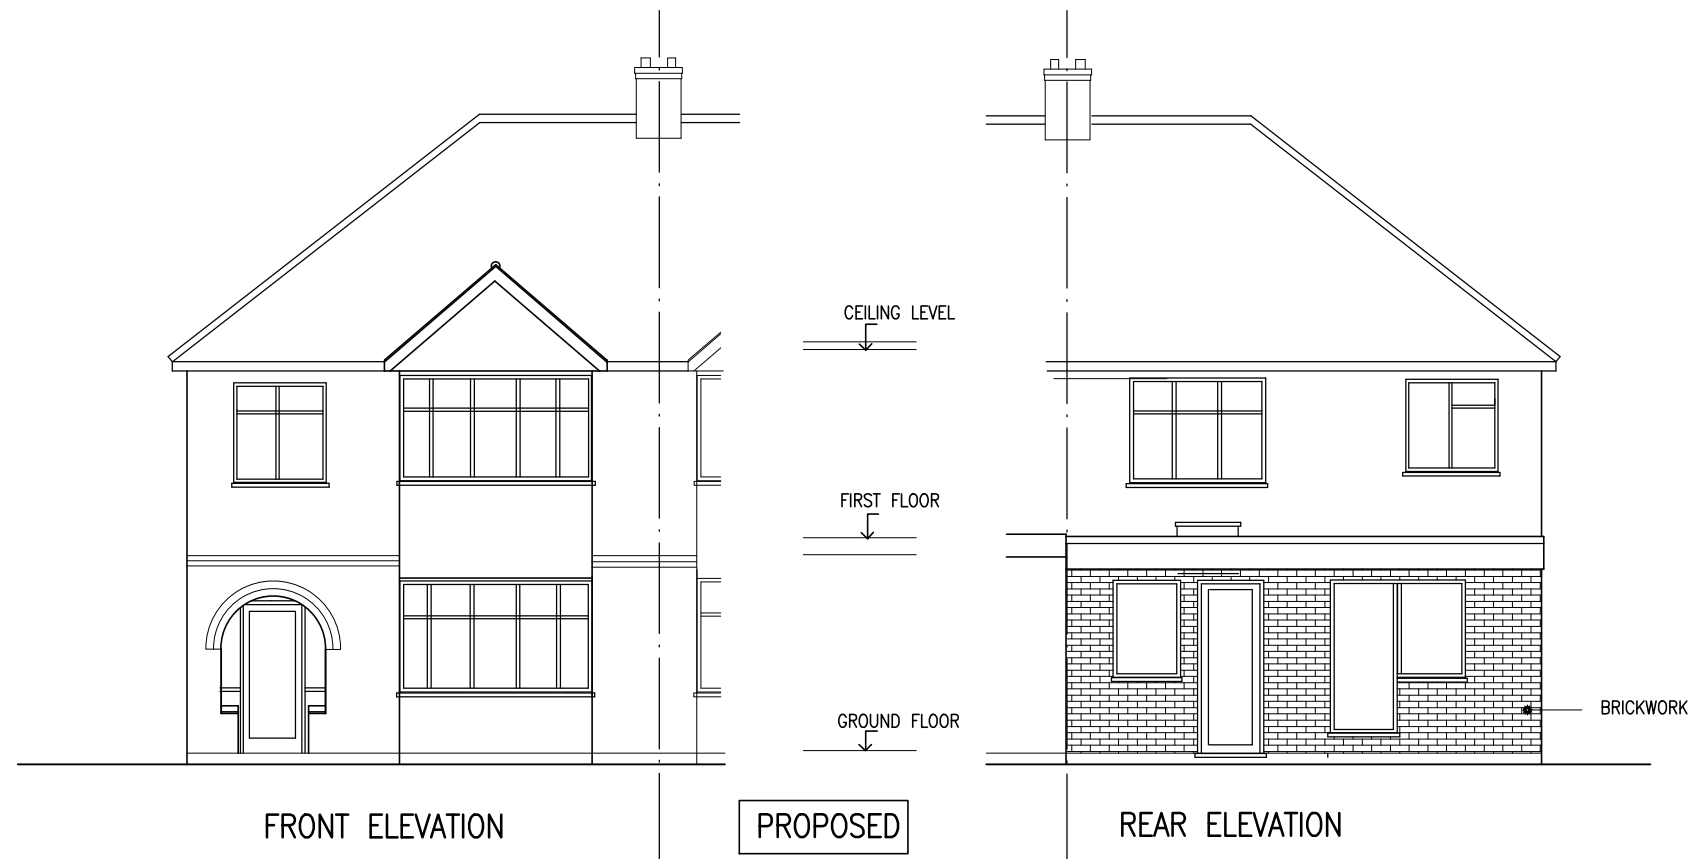 CEILING LEVEL
FIRST FLOOR
GROUND FLOOR
BRICKWORK
FRONT ELEVATION
PROPOSED
REAR ELEVATION